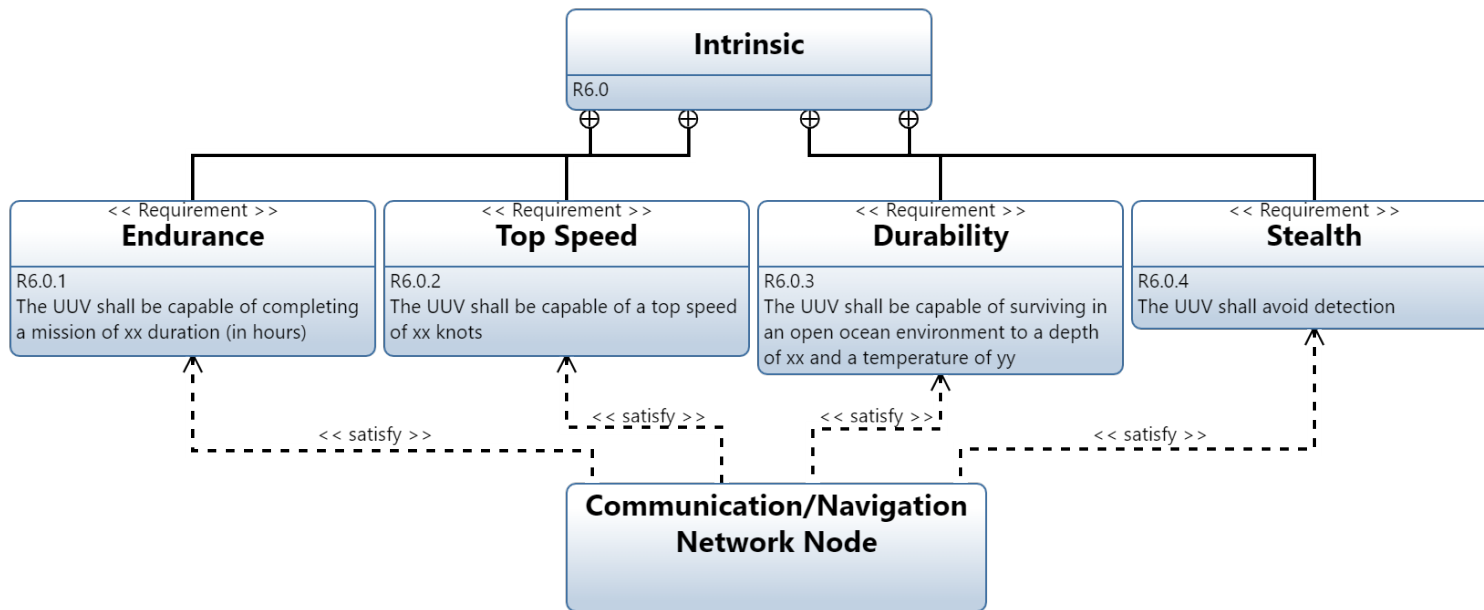 Intrinsic
R6.0
<< Requirement >>
Endurance
R6.0.1
The UUV shall be capable of completing
a mission of xx duration (in hours)
<< Requirement >>
Top Speed
R6.0.2
The UUV shall be capable of a top speed
of xx knots
<< Requirement >>
Durability
R6.0.3
The UUV shall be capable of surviving in
an open ocean environment to a depth
of xx and a temperature of yy
<< Requirement >>
Stealth
R6.0.4
The UUV shall avoid detection
<< satisfy >>
<< satisfy >>
<< satisfy >>
<< satisfy >>
Communication/Navigation
Network Node